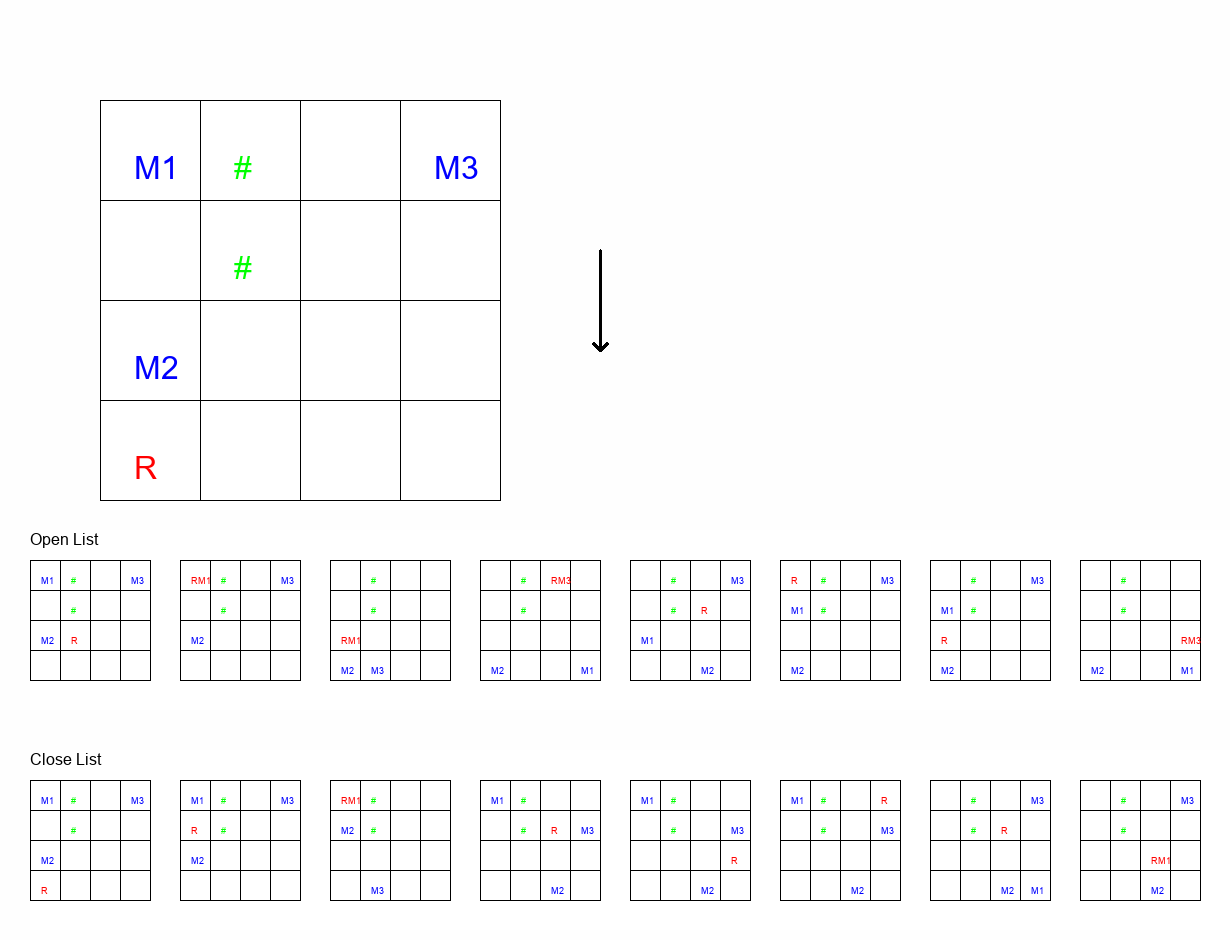 M1 # M3
#
M2
R
Open List
M1 # M3 RM1 # M3 # # RM3 # M3 R # M3 # M3 #
# # # # # R M1 # M1 # #
M2 R M2 RM1 M1 R RM3
M2 M3 M2 M1 M2 M2 M2 M2 M1
Close List
M1 # M3 M1 # M3 RM1 # M1 # M1 # M1 # R # M3 # M3
# R # M2 # # R M3 # M3 # M3 # R #
M2 M2 R RM1
R M3 M2 M2 M2 M2 M1 M2